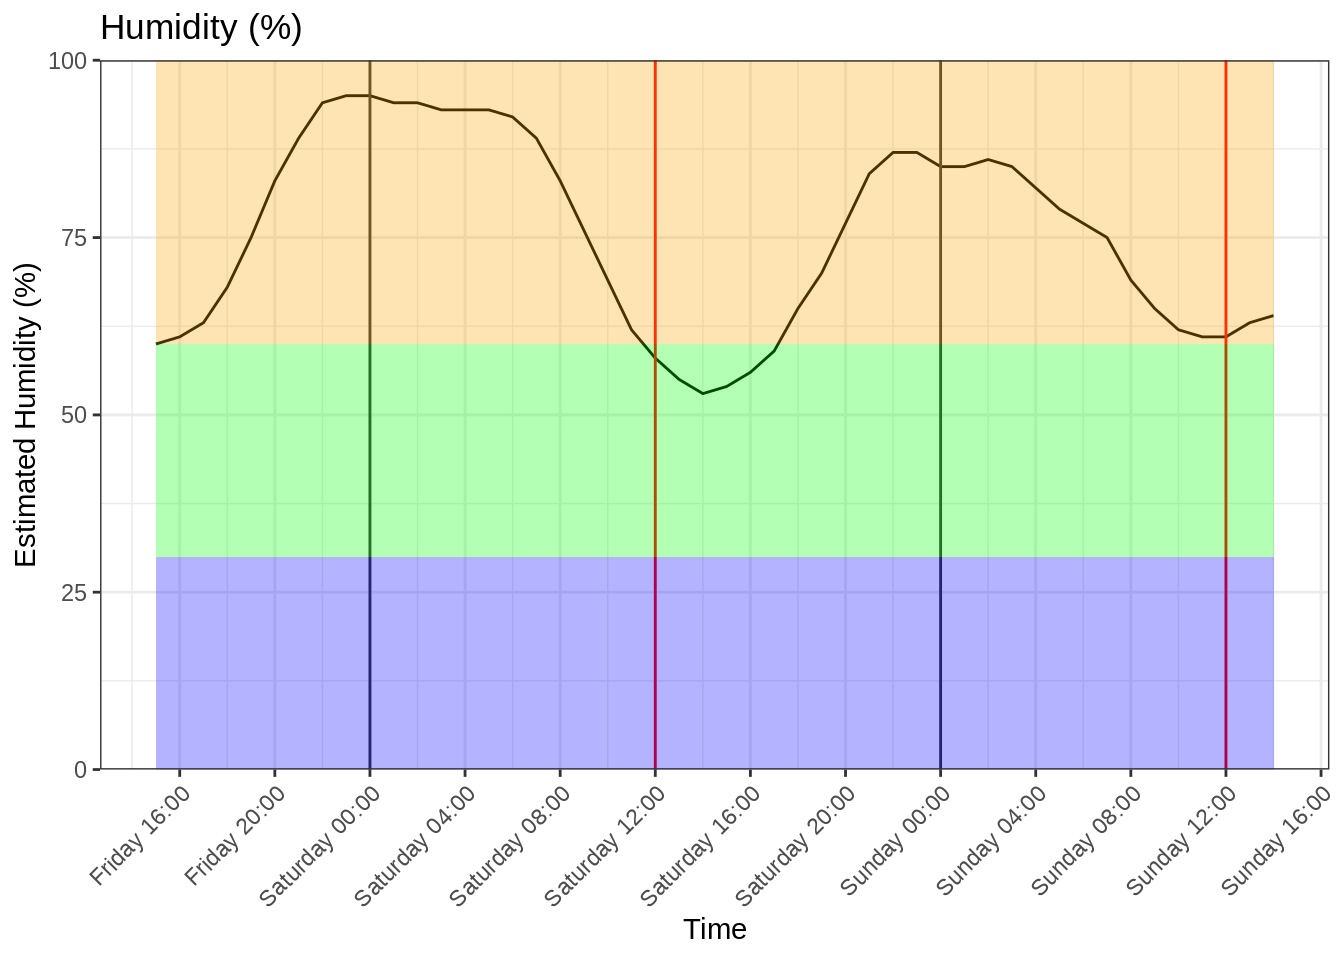 Humidity (%)
100
75
50
25
0
Estimated Humidity (%)
Friday 16:00
Friday 20:00
Saturday 00:00
Saturday 04:00
Saturday 08:00
Saturday 12:00
Saturday 16:00
Saturday 20:00
Sunday 00:00
Sunday 04:00
Sunday 08:00
Sunday 12:00
Sunday 16:00
Time